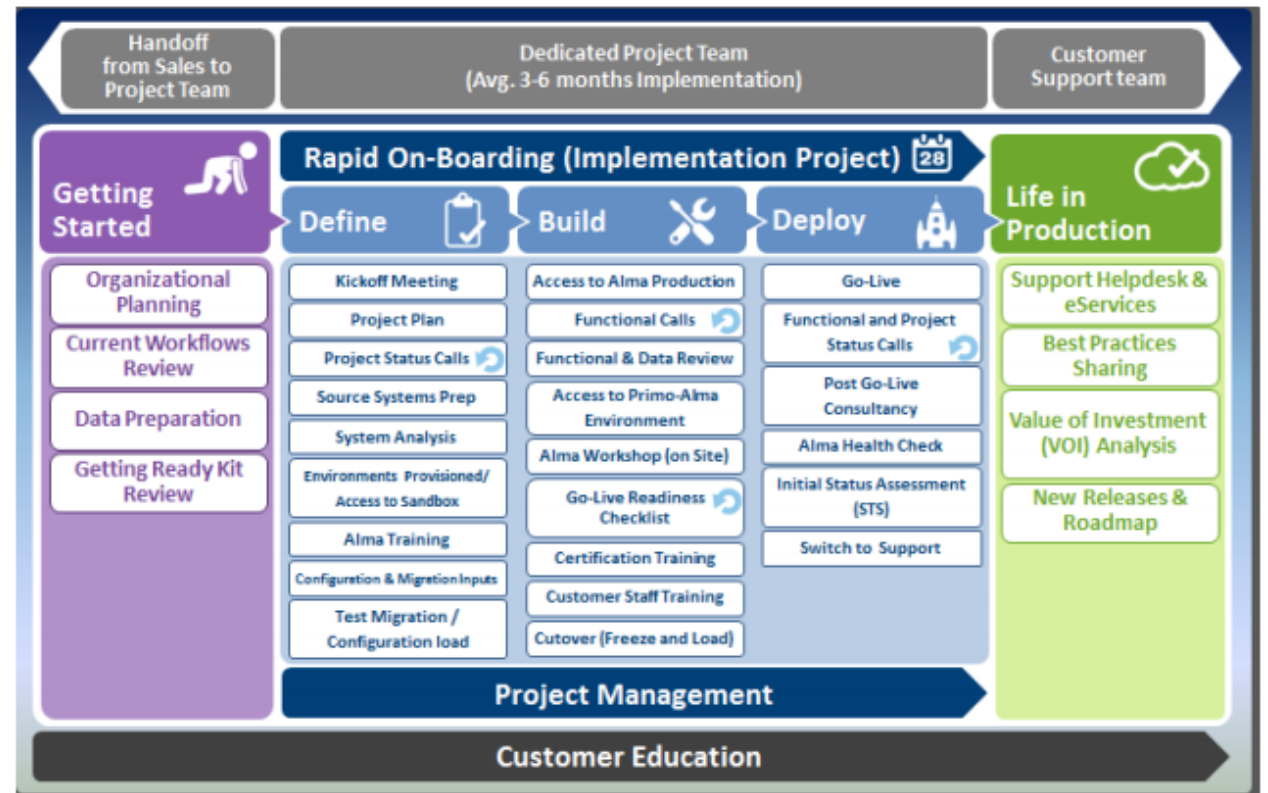 Handoff
from Sales to
Project Team
Dedicated Project Team
(Avg. 3-6 months Implementation)
Customer
Support team
Getting
Started
Rapid On-Boarding (Implementation Project)
28
Define
Build
Deploy
Life in
Production
Organizational
Planning
Current Workflows
Review
Data Preparation
Getting Ready Kit
Review
Kickoff Meeting
Project Plan
Project Status Calls
Source Systems Prep
System Analysis
Environments Provisioned/
Access to Sandbox
Alma Training
Configuration & Migration Inputs
Test Migration /
Configuration load
Access to Alma Production
Functional Calls
Functional & Data Review
Access to Primo-Alma
Environment
Alma Workshop (on Site)
Go-Live Readiness
Checklist
Certification Training
Customer Staff Training
Cutover (Freeze and Load)
Go-Live
Functional and Project
Status Calls
Post Go-Live
Consultancy
Alma Health Check
Initial Status Assessment
(STS)
Switch to Support
Support Helpdesk &
eServices
Best Practices
Sharing
Value of Investment
(VOI) Analysis
New Releases &
Roadmap
Project Management
Customer Education